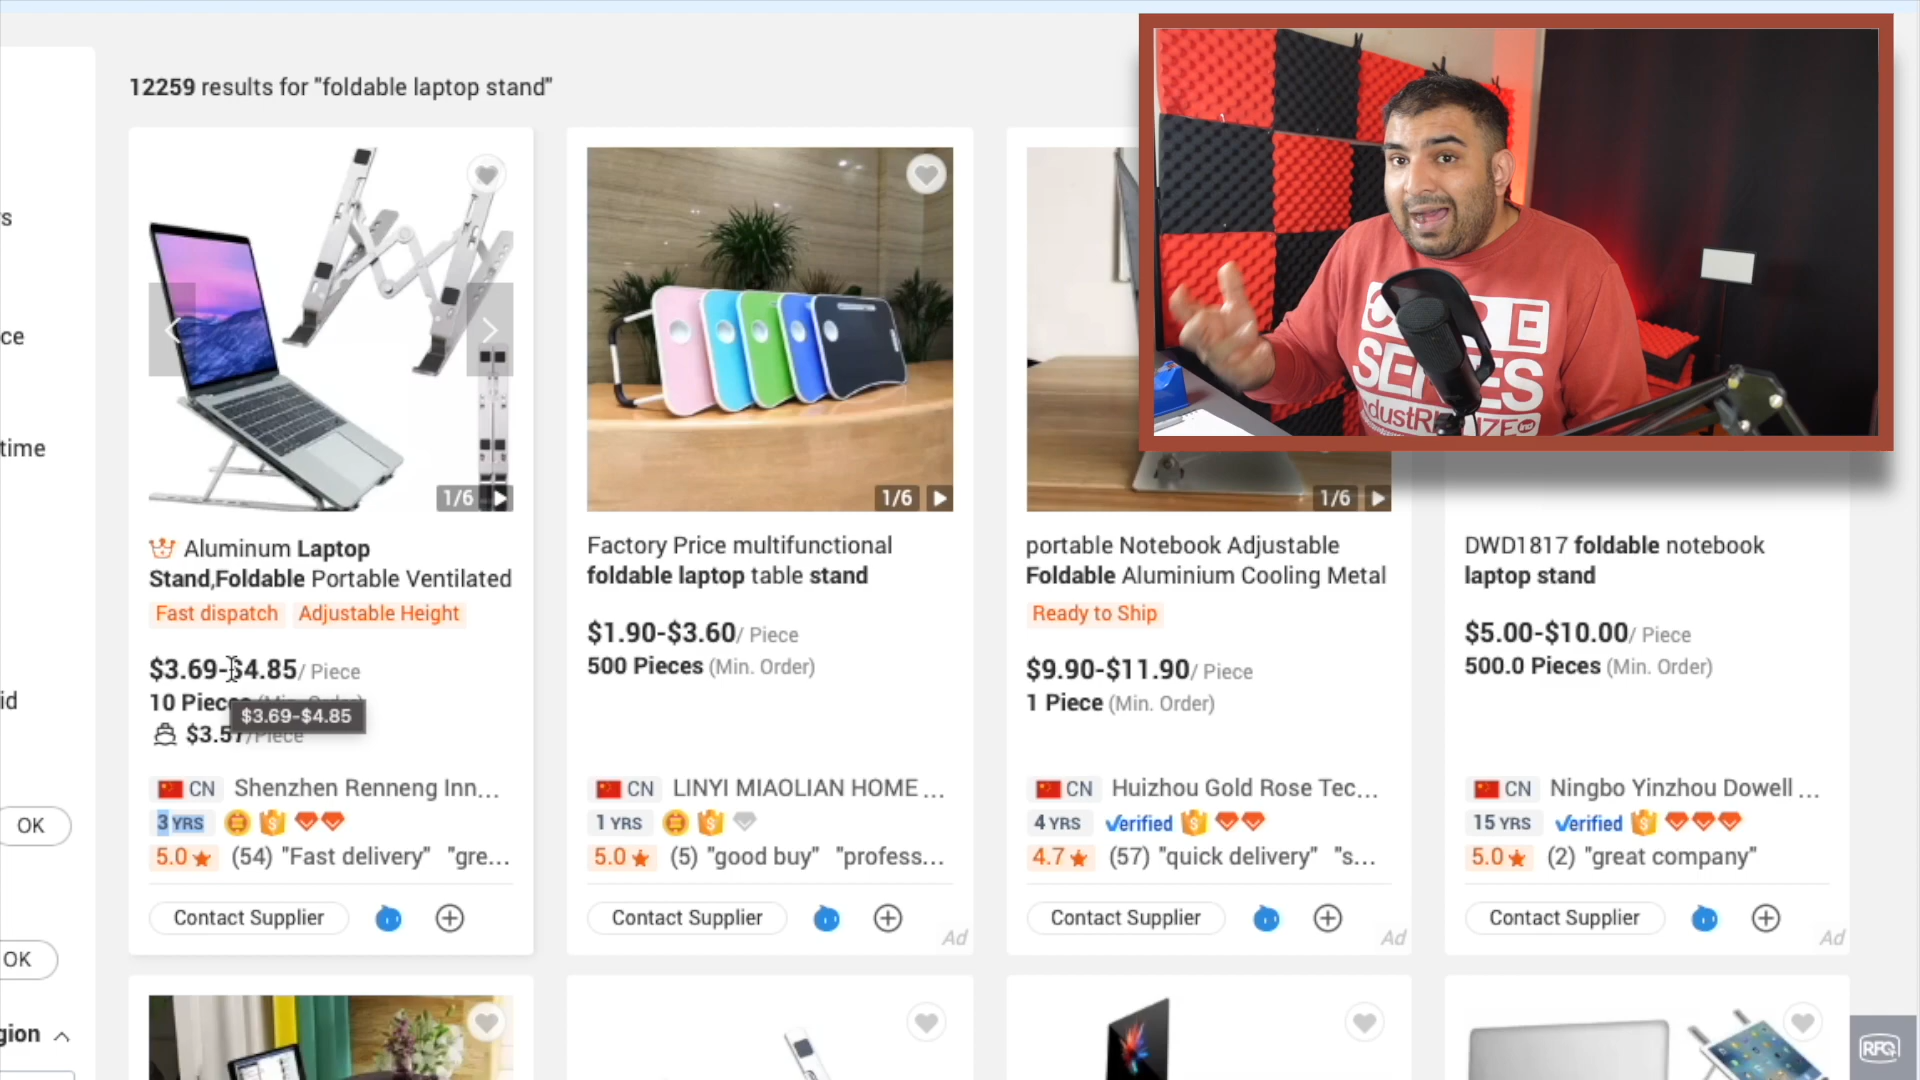 12259 results for "foldable laptop stand"
s
ce
time
id
OK
OK
gion
1/6
Aluminum Laptop
Stand,Foldable Portable Ventilated
Fast dispatch Adjustable Height
$3.69-$4.85/ Piece
10 Pieces (Min. Order)
$3.69-$4.85
$3.57/Piece
CN Shenzhen Renneng Inn...
3 YRS
5.0 (54) "Fast delivery" "gre...
Contact Supplier
1/6
Factory Price multifunctional
foldable laptop table stand
$1.90-$3.60/ Piece
500 Pieces (Min. Order)
CN LINYI MIAOLIAN HOME ...
1 YRS
5.0 (5) "good buy" "profess...
Contact Supplier
Ad
1/6
portable Notebook Adjustable
Foldable Aluminium Cooling Metal
Ready to Ship
$9.90-$11.90/ Piece
1 Piece (Min. Order)
CN Huizhou Gold Rose Tec...
4 YRS Verified
4.7 (57) "quick delivery" "s...
Contact Supplier
Ad
DWD1817 foldable notebook
laptop stand
$5.00-$10.00/ Piece
500.0 Pieces (Min. Order)
CN Ningbo Yinzhou Dowell ...
15 YRS Verified
5.0 (2) "great company"
Contact Supplier
Ad
RFQ